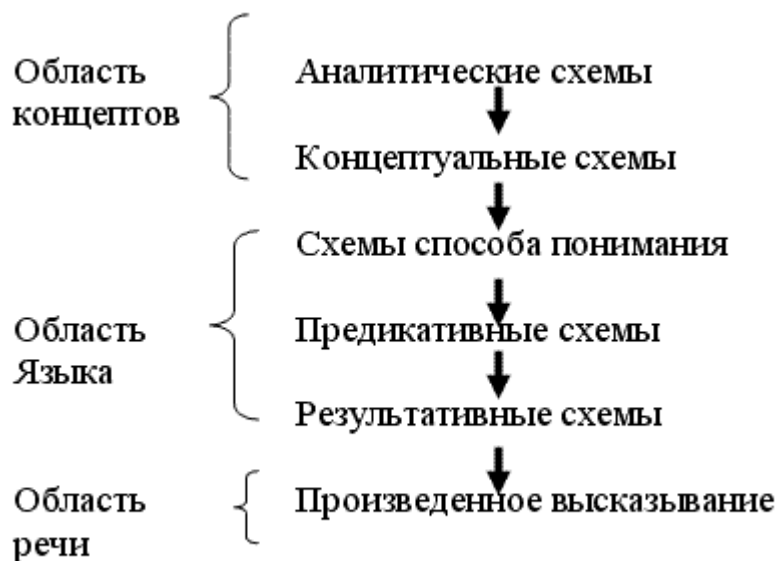 Область
концептов
Аналитические схемы
Концептуальные схемы
Область
Языка
Схемы способа понимания
Предикативные схемы
Результативные схемы
Область
речи
Произведенное высказывание